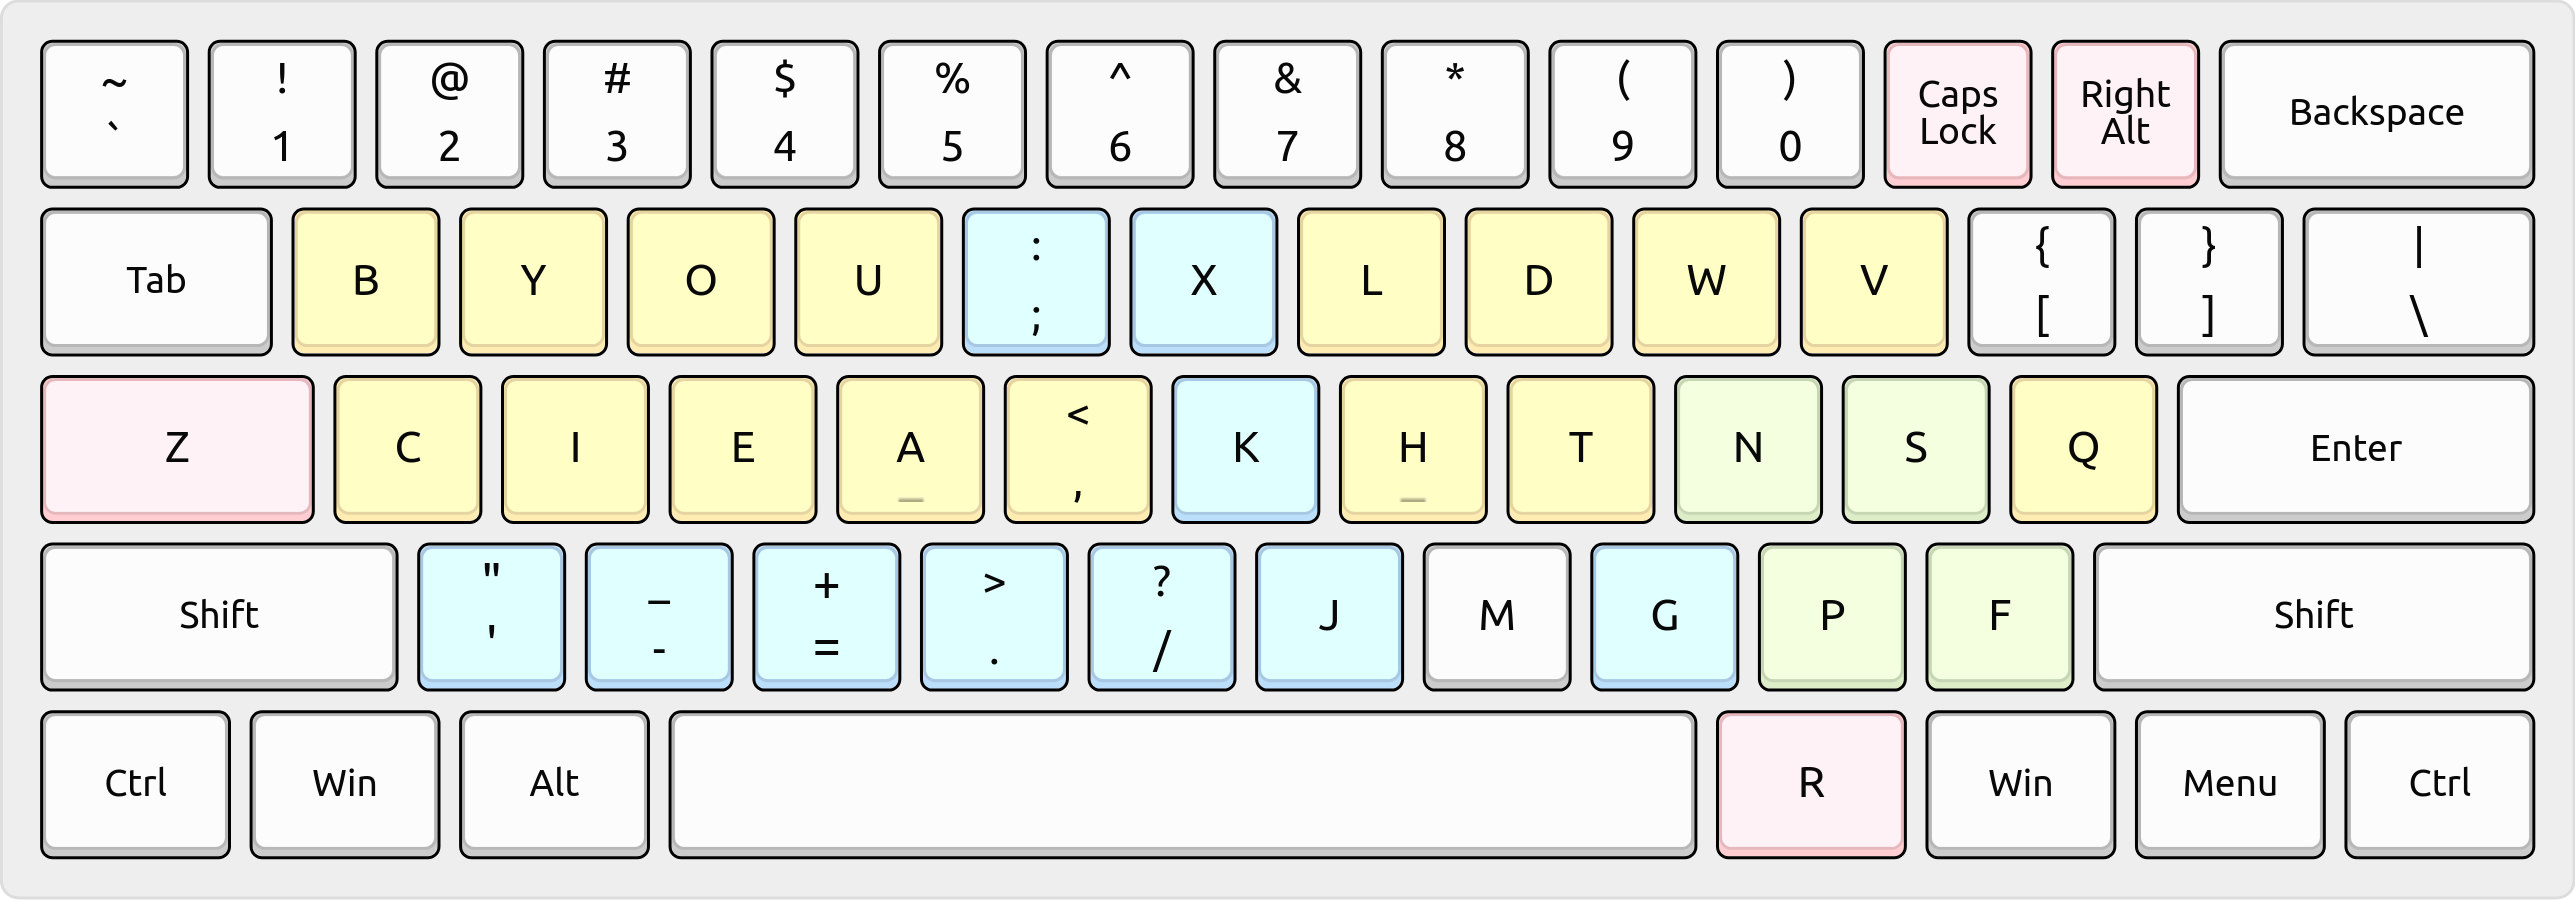 ~ ! @ # $ % ^ & * ( ) Caps Lock Right Alt Backspace
` 1 2 3 4 5 6 7 8 9 0
Tab B Y O U : X L D W V { } |
; [ ] \
Z C I E A < K H T N S Q Enter
,
Shift " _ + > ? J M G P F Shift
' - = . /
Ctrl Win Alt R Win Menu Ctrl